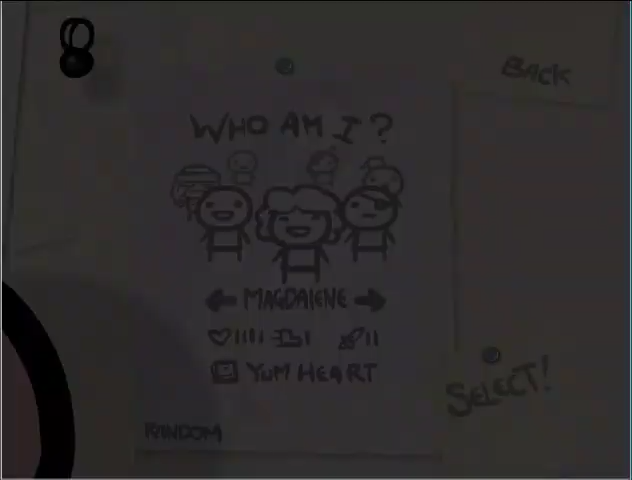 BACK
WHO AM I?
MAGDALENE
YUM HEART
SELECT!
RANDOM